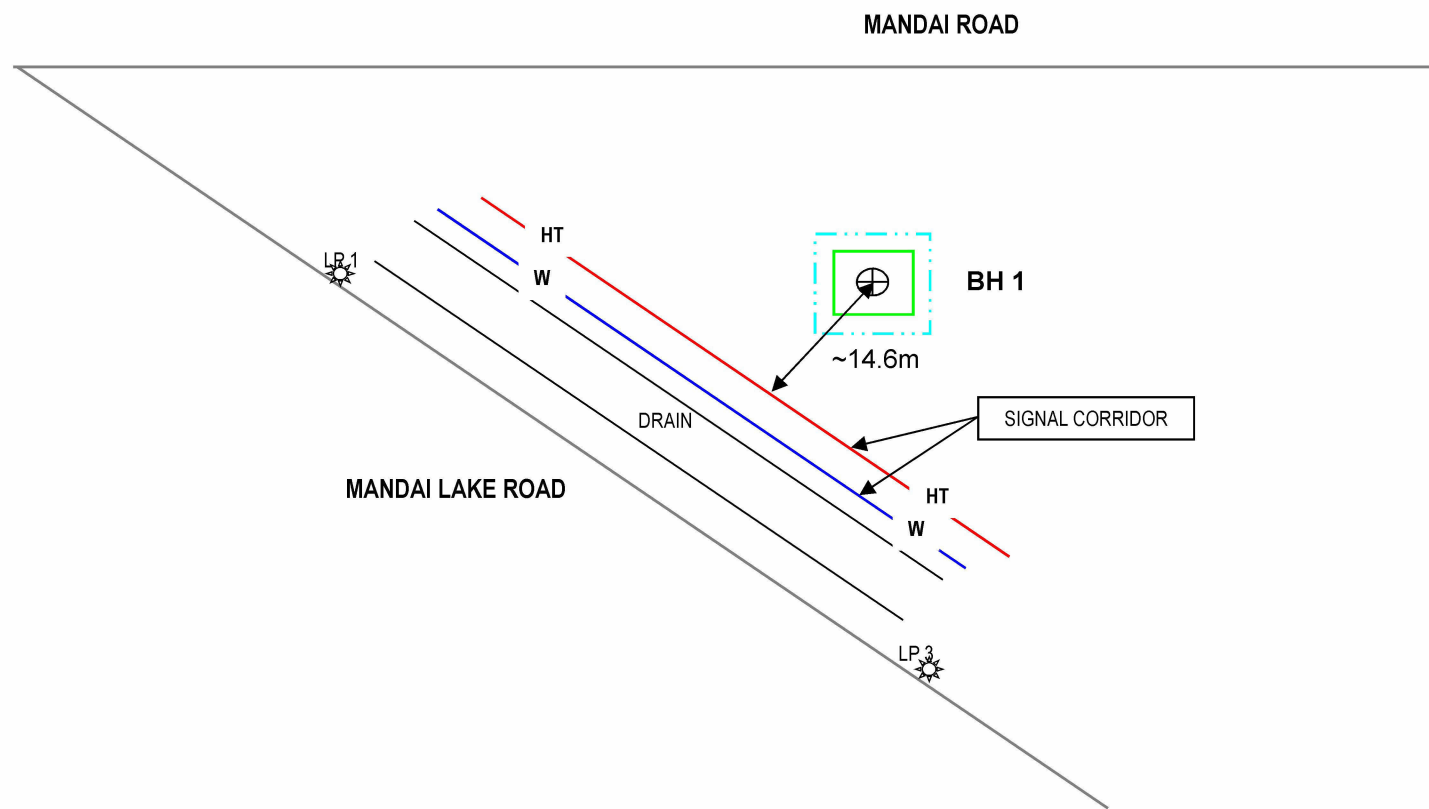 MANDAI ROAD
HT
LP 1
W
BH 1
~14.6m
DRAIN
SIGNAL CORRIDOR
MANDAI LAKE ROAD
HT
W
LP 3